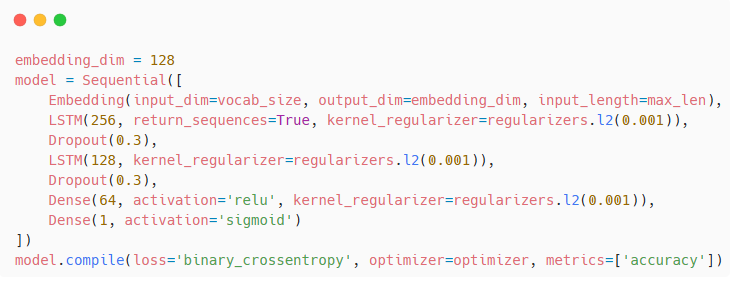 embedding_dim = 128
model = Sequential([
    Embedding(input_dim=vocab_size, output_dim=embedding_dim, input_length=max_len),
    LSTM(256, return_sequences=True, kernel_regularizer=regularizers.l2(0.001)),
    Dropout(0.3),
    LSTM(128, kernel_regularizer=regularizers.l2(0.001)),
    Dropout(0.3),
    Dense(64, activation='relu', kernel_regularizer=regularizers.l2(0.001)),
    Dense(1, activation='sigmoid')
])
model.compile(loss='binary_crossentropy', optimizer=optimizer, metrics=['accuracy'])